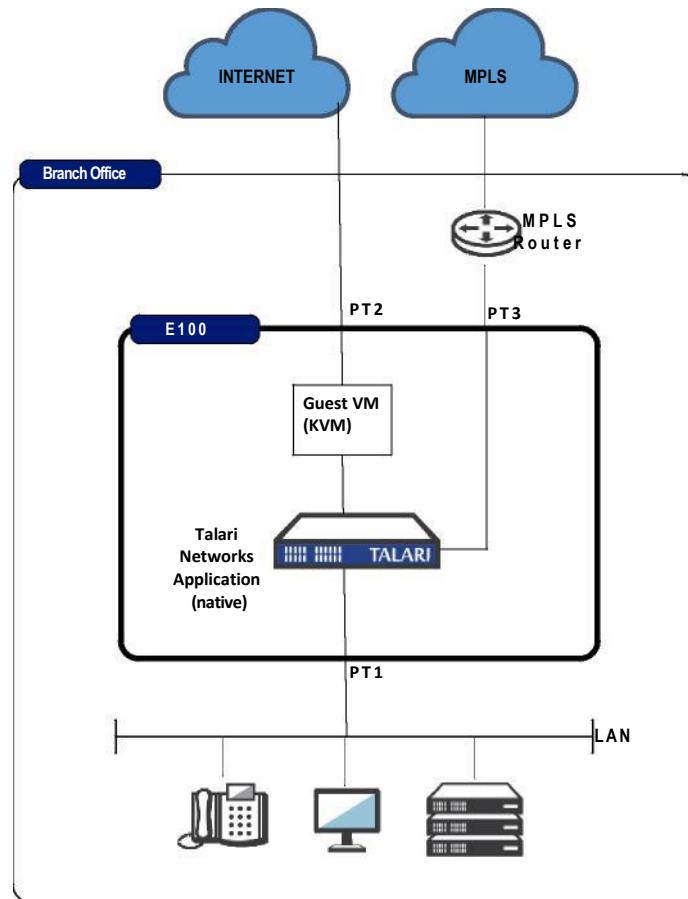 INTERNET
MPLS
Branch Office
MPLS
Router
PT2
PT3
E100
Guest VM
(KVM)
Talari
Networks
Application
(native)
TALARI
PT1
LAN